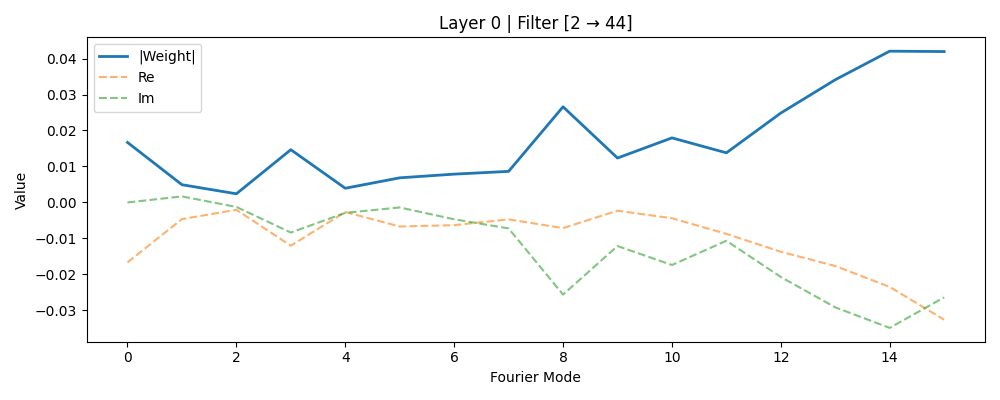 Layer 0 | Filter [2 → 44]
|Weight|
Re
Im
Value
0.04
0.03
0.02
0.01
0.00
−0.01
−0.02
−0.03
0 2 4 6 8 10 12 14
Fourier Mode